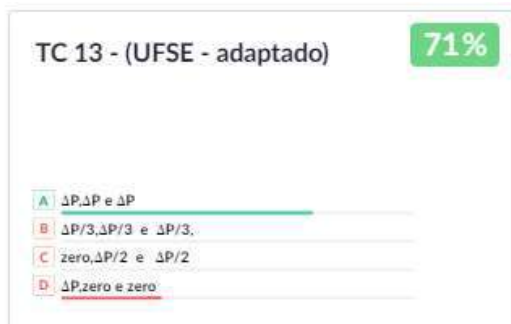 TC 13 - (UFSE - adaptado)
71%
A ΔP,ΔP e ΔP
B ΔP/3,ΔP/3 e ΔP/3,
C zero,ΔP/2 e ΔP/2
D ΔP,zero e zero